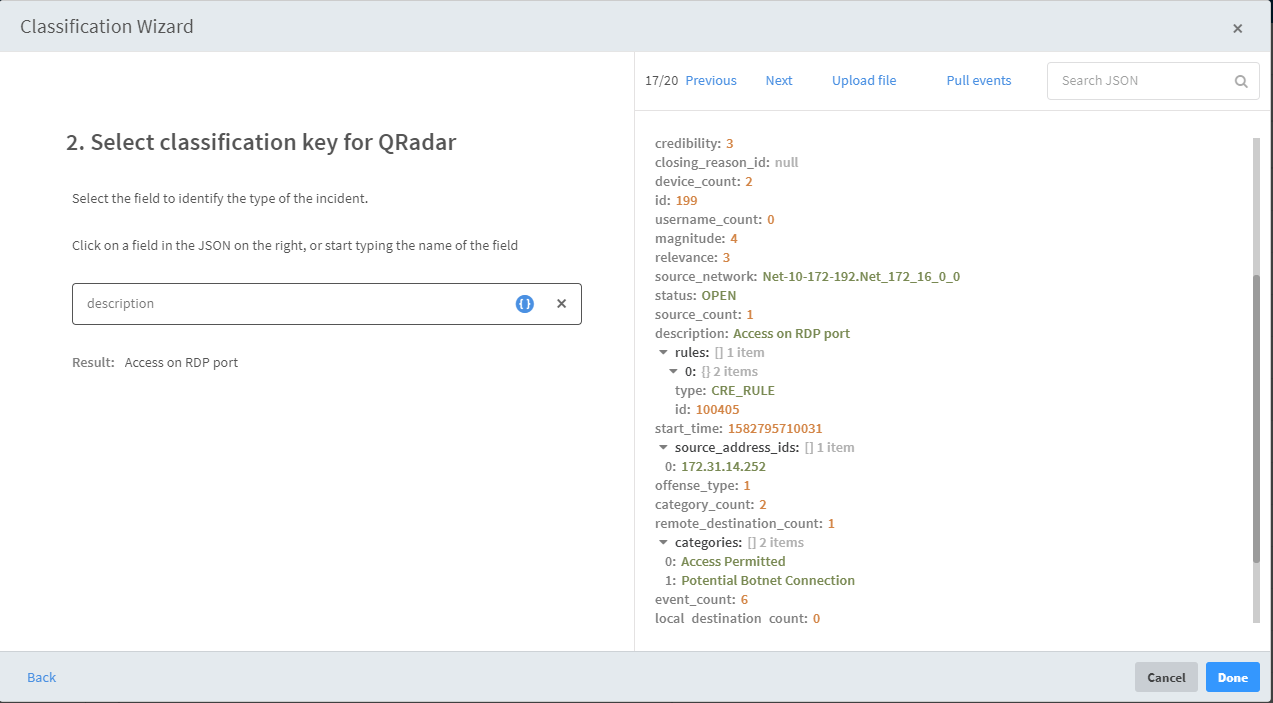 Classification Wizard
×
2. Select classification key for QRadar
Select the field to identify the type of the incident.
Click on a field in the JSON on the right, or start typing the name of the field
description {} ×
Result: Access on RDP port
17/20 Previous Next Upload file Pull events Search JSON
credibility: 3
closing_reason_id: null
device_count: 2
id: 199
username_count: 0
magnitude: 4
relevance: 3
source_network: Net-10-172-192.Net_172_16_0_0
status: OPEN
source_count: 1
description: Access on RDP port
rules: [] 1 item
0: {} 2 items
type: CRE_RULE
id: 100405
start_time: 1582795710031
source_address_ids: [] 1 item
0: 172.31.14.252
offense_type: 1
category_count: 2
remote_destination_count: 1
categories: [] 2 items
0: Access Permitted
1: Potential Botnet Connection
event_count: 6
local_destination_count: 0
Back
Cancel Done